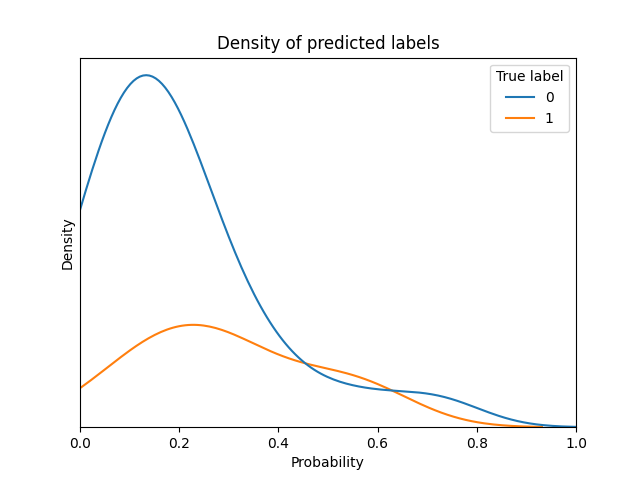 Density of predicted labels
True label
0
1
Density
0.0 0.2 0.4 0.6 0.8 1.0
Probability